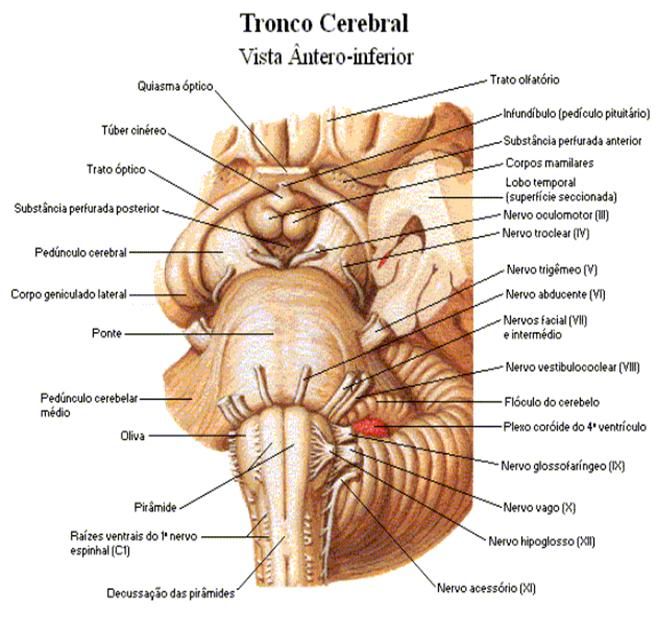 Tronco Cerebral
Vista Ântero-inferior
Quiasma óptico
Túber cinéreo
Trato óptico
Substância perfurada posterior
Pedúnculo cerebral
Corpo geniculado lateral
Ponte
Pedúnculo cerebelar
médio
Oliva
Pirâmide
Raízes ventrais do 1º nervo
espinhal (C1)
Decussação das pirâmides
Trato olfatório
Infundíbulo (pedículo pituitário)
Substância perfurada anterior
Corpos mamilares
Lobo temporal
(superfície seccionada)
Nervo oculomotor (III)
Nervo troclear (IV)
Nervo trigêmeo (V)
Nervo abducente (VI)
Nervos facial (VII)
e intermédio
Nervo vestibulococlear (VIII)
Flóculo do cerebelo
Plexo coróide do 4º ventrículo
Nervo glossofaríngeo (IX)
Nervo vago (X)
Nervo hipoglosso (XII)
Nervo acessório (XI)